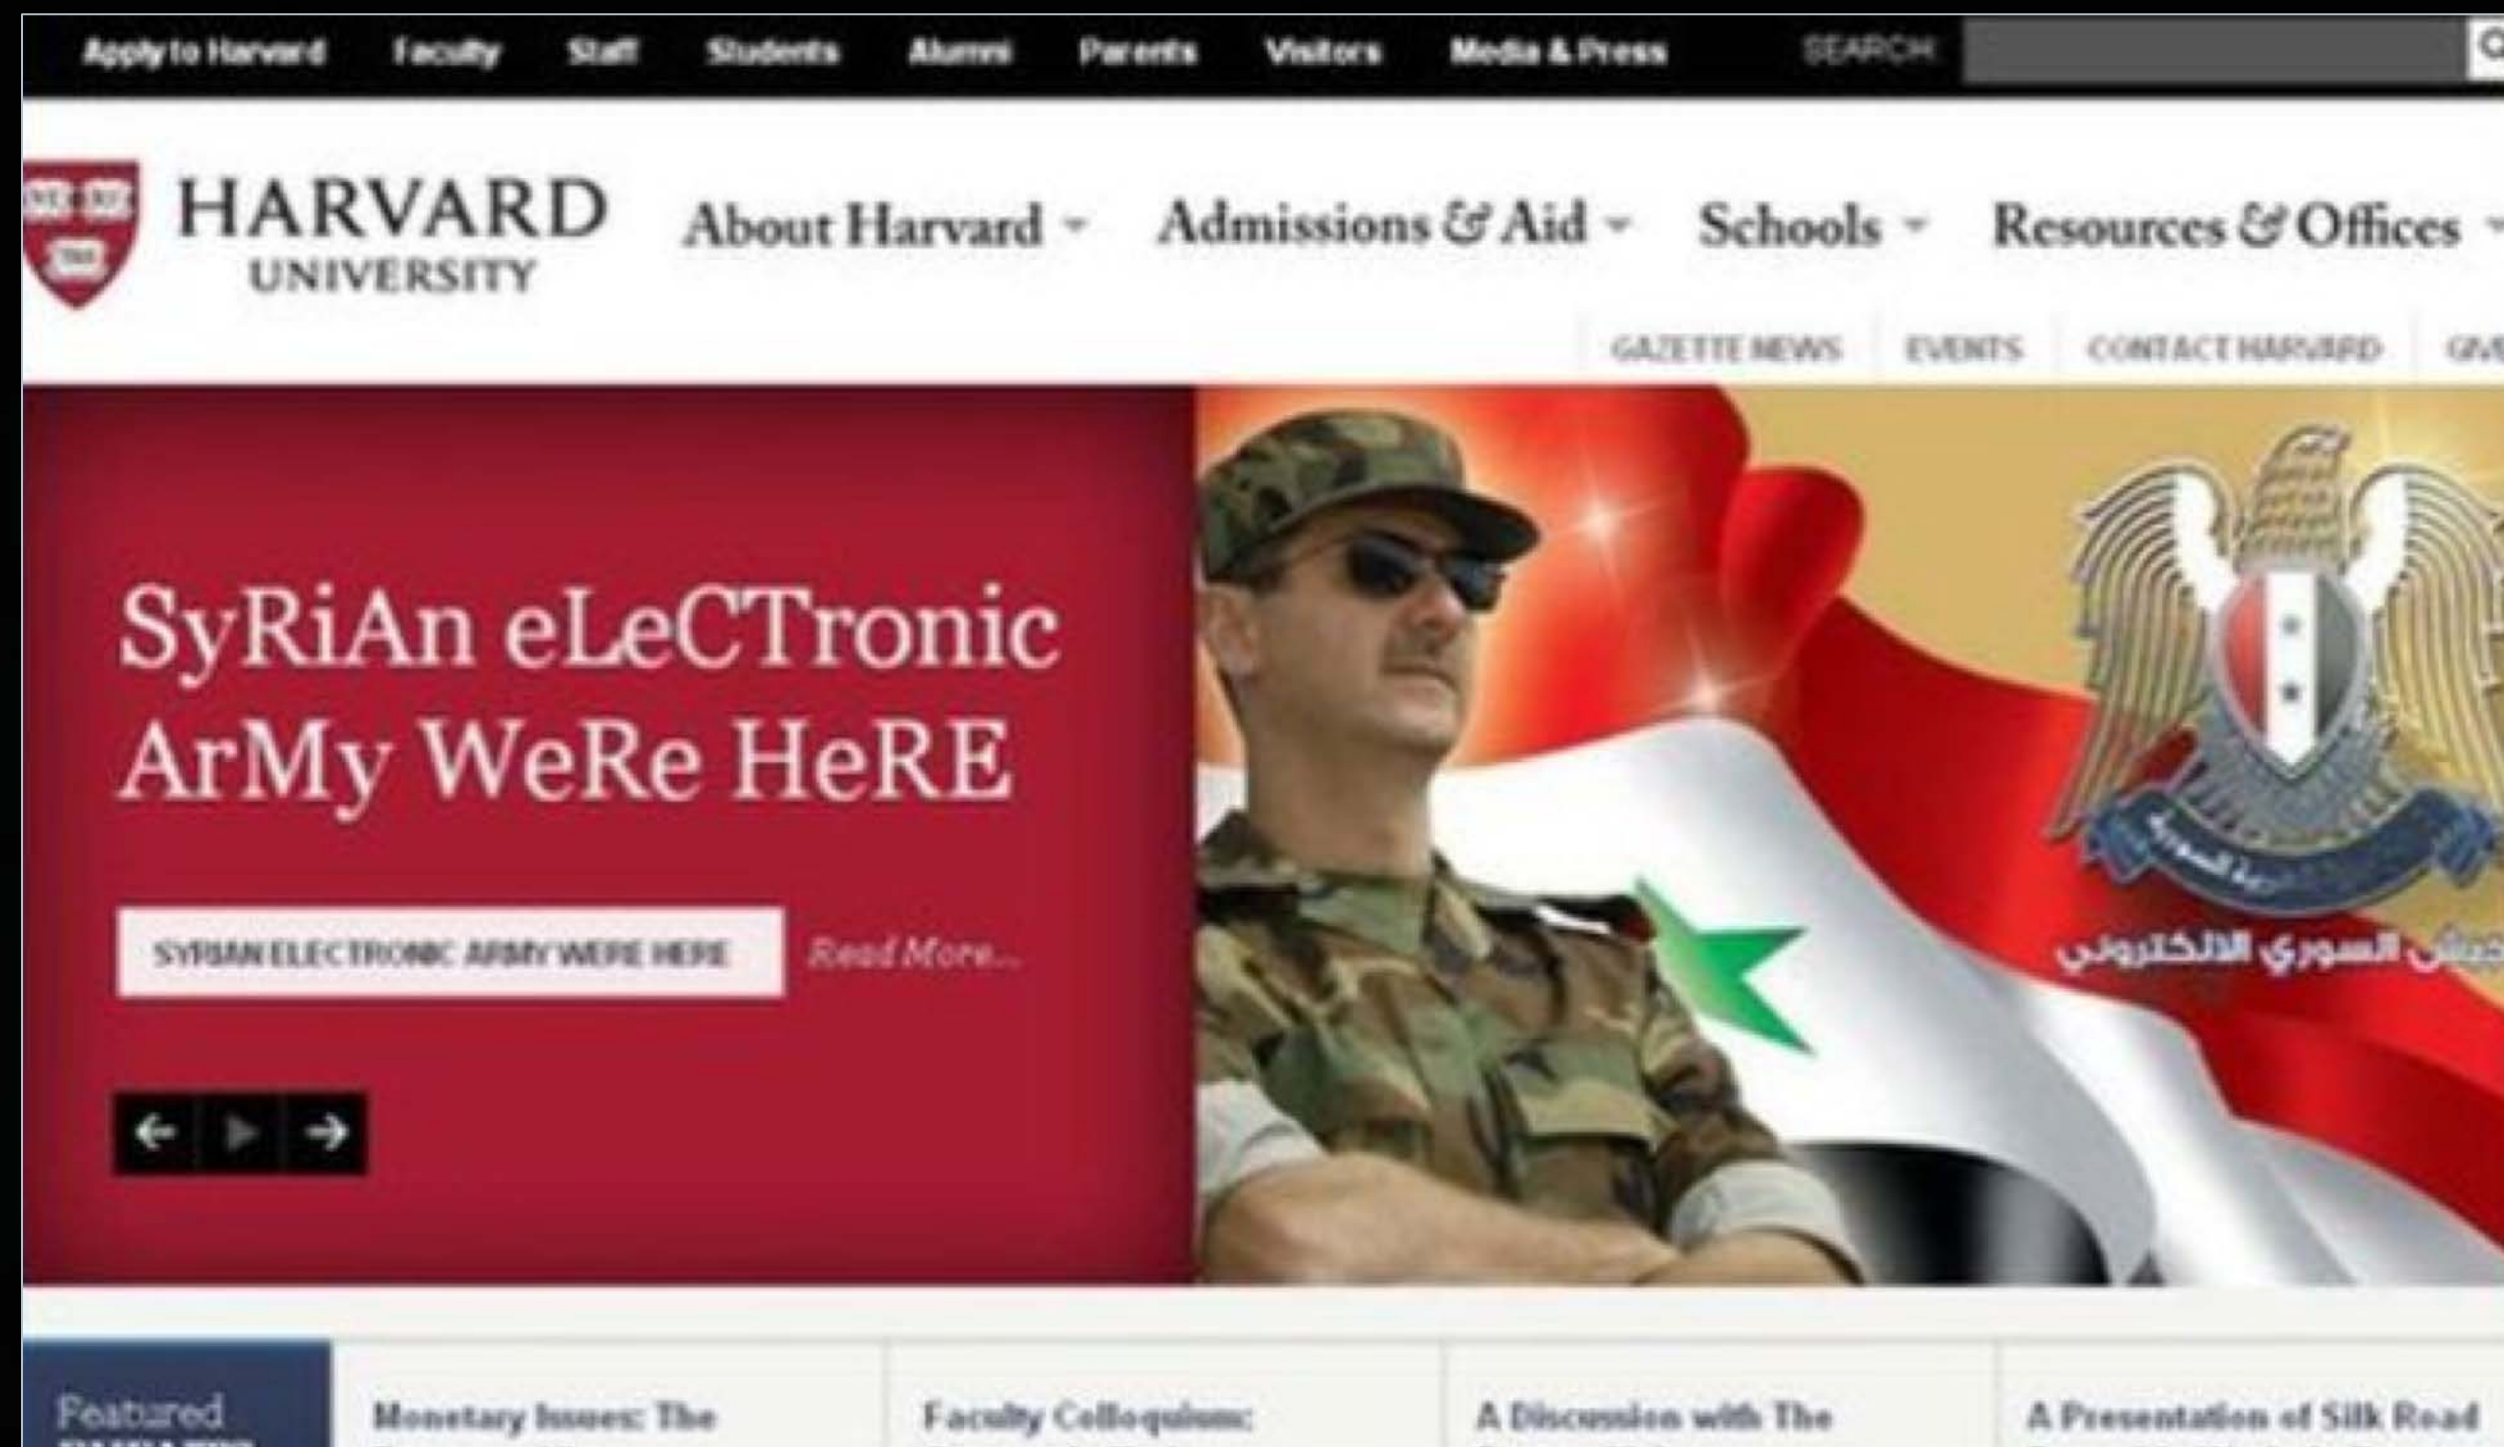 Apply to Harvard Faculty Staff Students Alumni Parents Visitors Media & Press SEARCH:
HARVARD
UNIVERSITY
About Harvard Admissions & Aid Schools Resources & Offices
GAZETTE NEWS EVENTS CONTACT HARVARD
SyRiAn eLeCTronic
ArMy WeRe HeRE
SYRIAN ELECTRONIC ARMY WERE HERE Read More...
السورية
السوري الالكتروني
Featured
Monetary Issues: The
Faculty Colloquium:
A Discussion with The
A Presentation of Silk Road